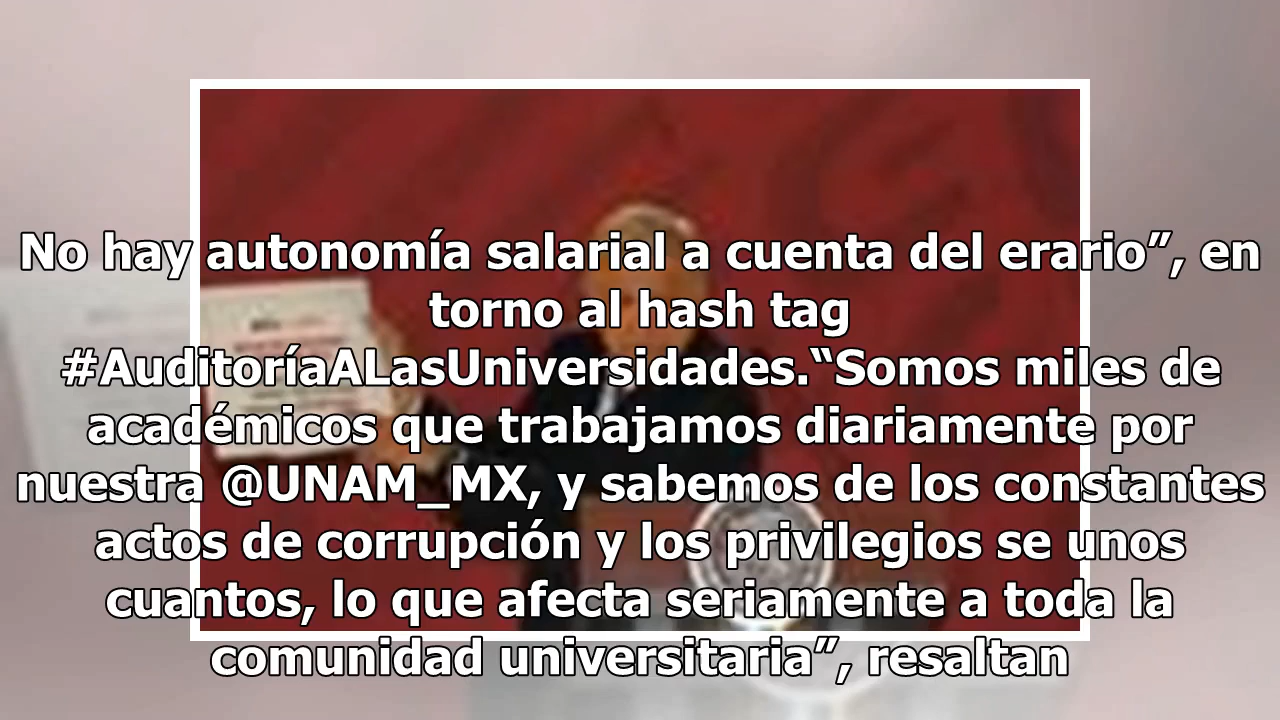 No hay autonomía salarial a cuenta del erario”, en
torno al hash tag
#AuditoríaALasUniversidades.“Somos miles de
académicos que trabajamos diariamente por
nuestra @UNAM_MX, y sabemos de los constantes
actos de corrupción y los privilegios se unos
cuantos, lo que afecta seriamente a toda la
comunidad universitaria”, resaltan